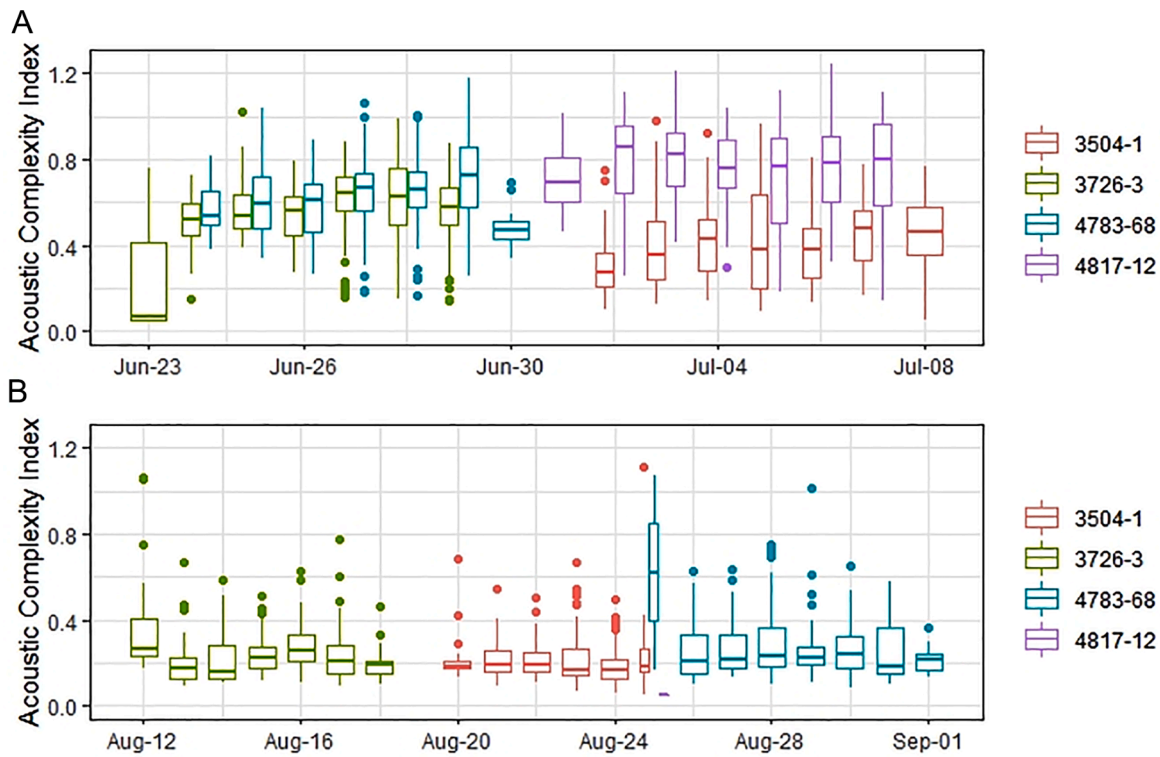 A
Acoustic Complexity Index
1.2
0.8
0.4
0.0
Jun-23 Jun-26 Jun-30 Jul-04 Jul-08
3504-1
3726-3
4783-68
4817-12
B
Acoustic Complexity Index
1.2
0.8
0.4
0.0
Aug-12 Aug-16 Aug-20 Aug-24 Aug-28 Sep-01
3504-1
3726-3
4783-68
4817-12